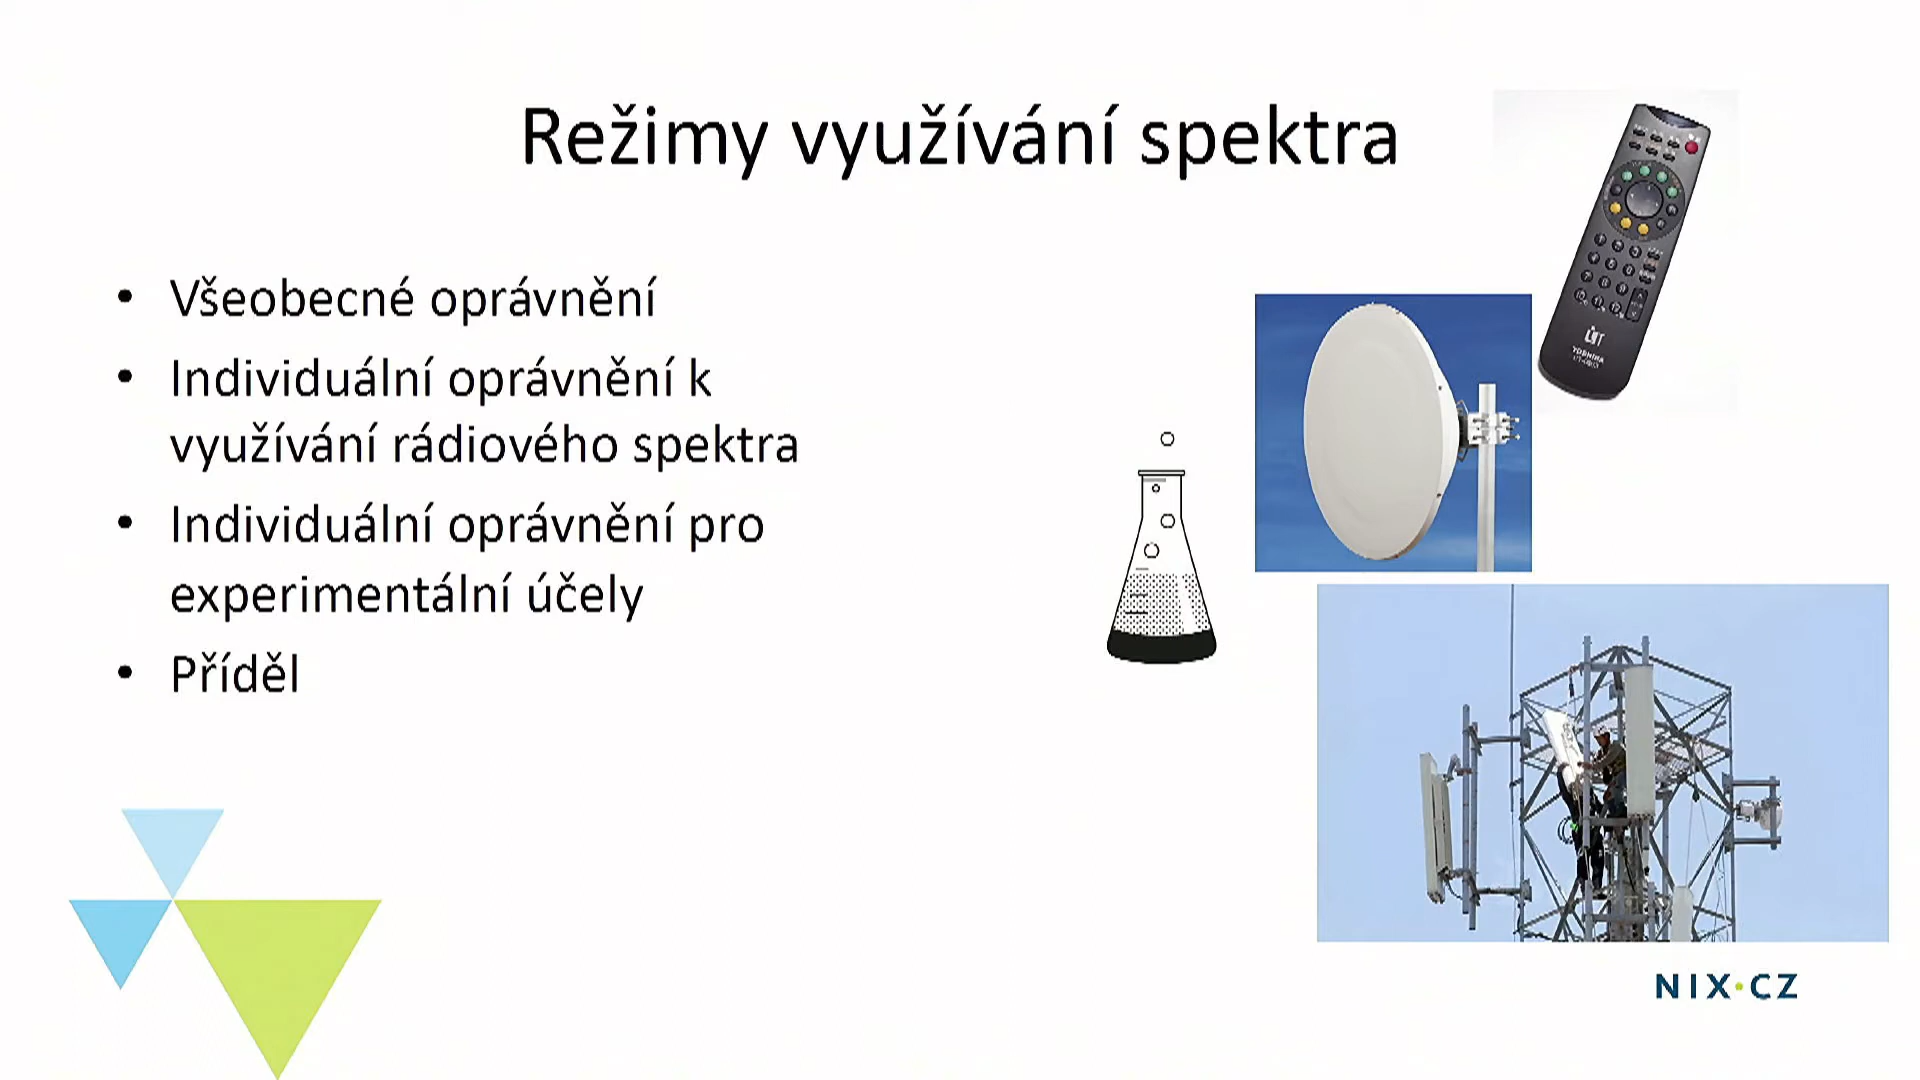 Režimy využívání spektra
• Všeobecné oprávnění
• Individuální oprávnění k
využívání rádiového spektra
• Individuální oprávnění pro
experimentální účely
• Příděl
NIX.CZ